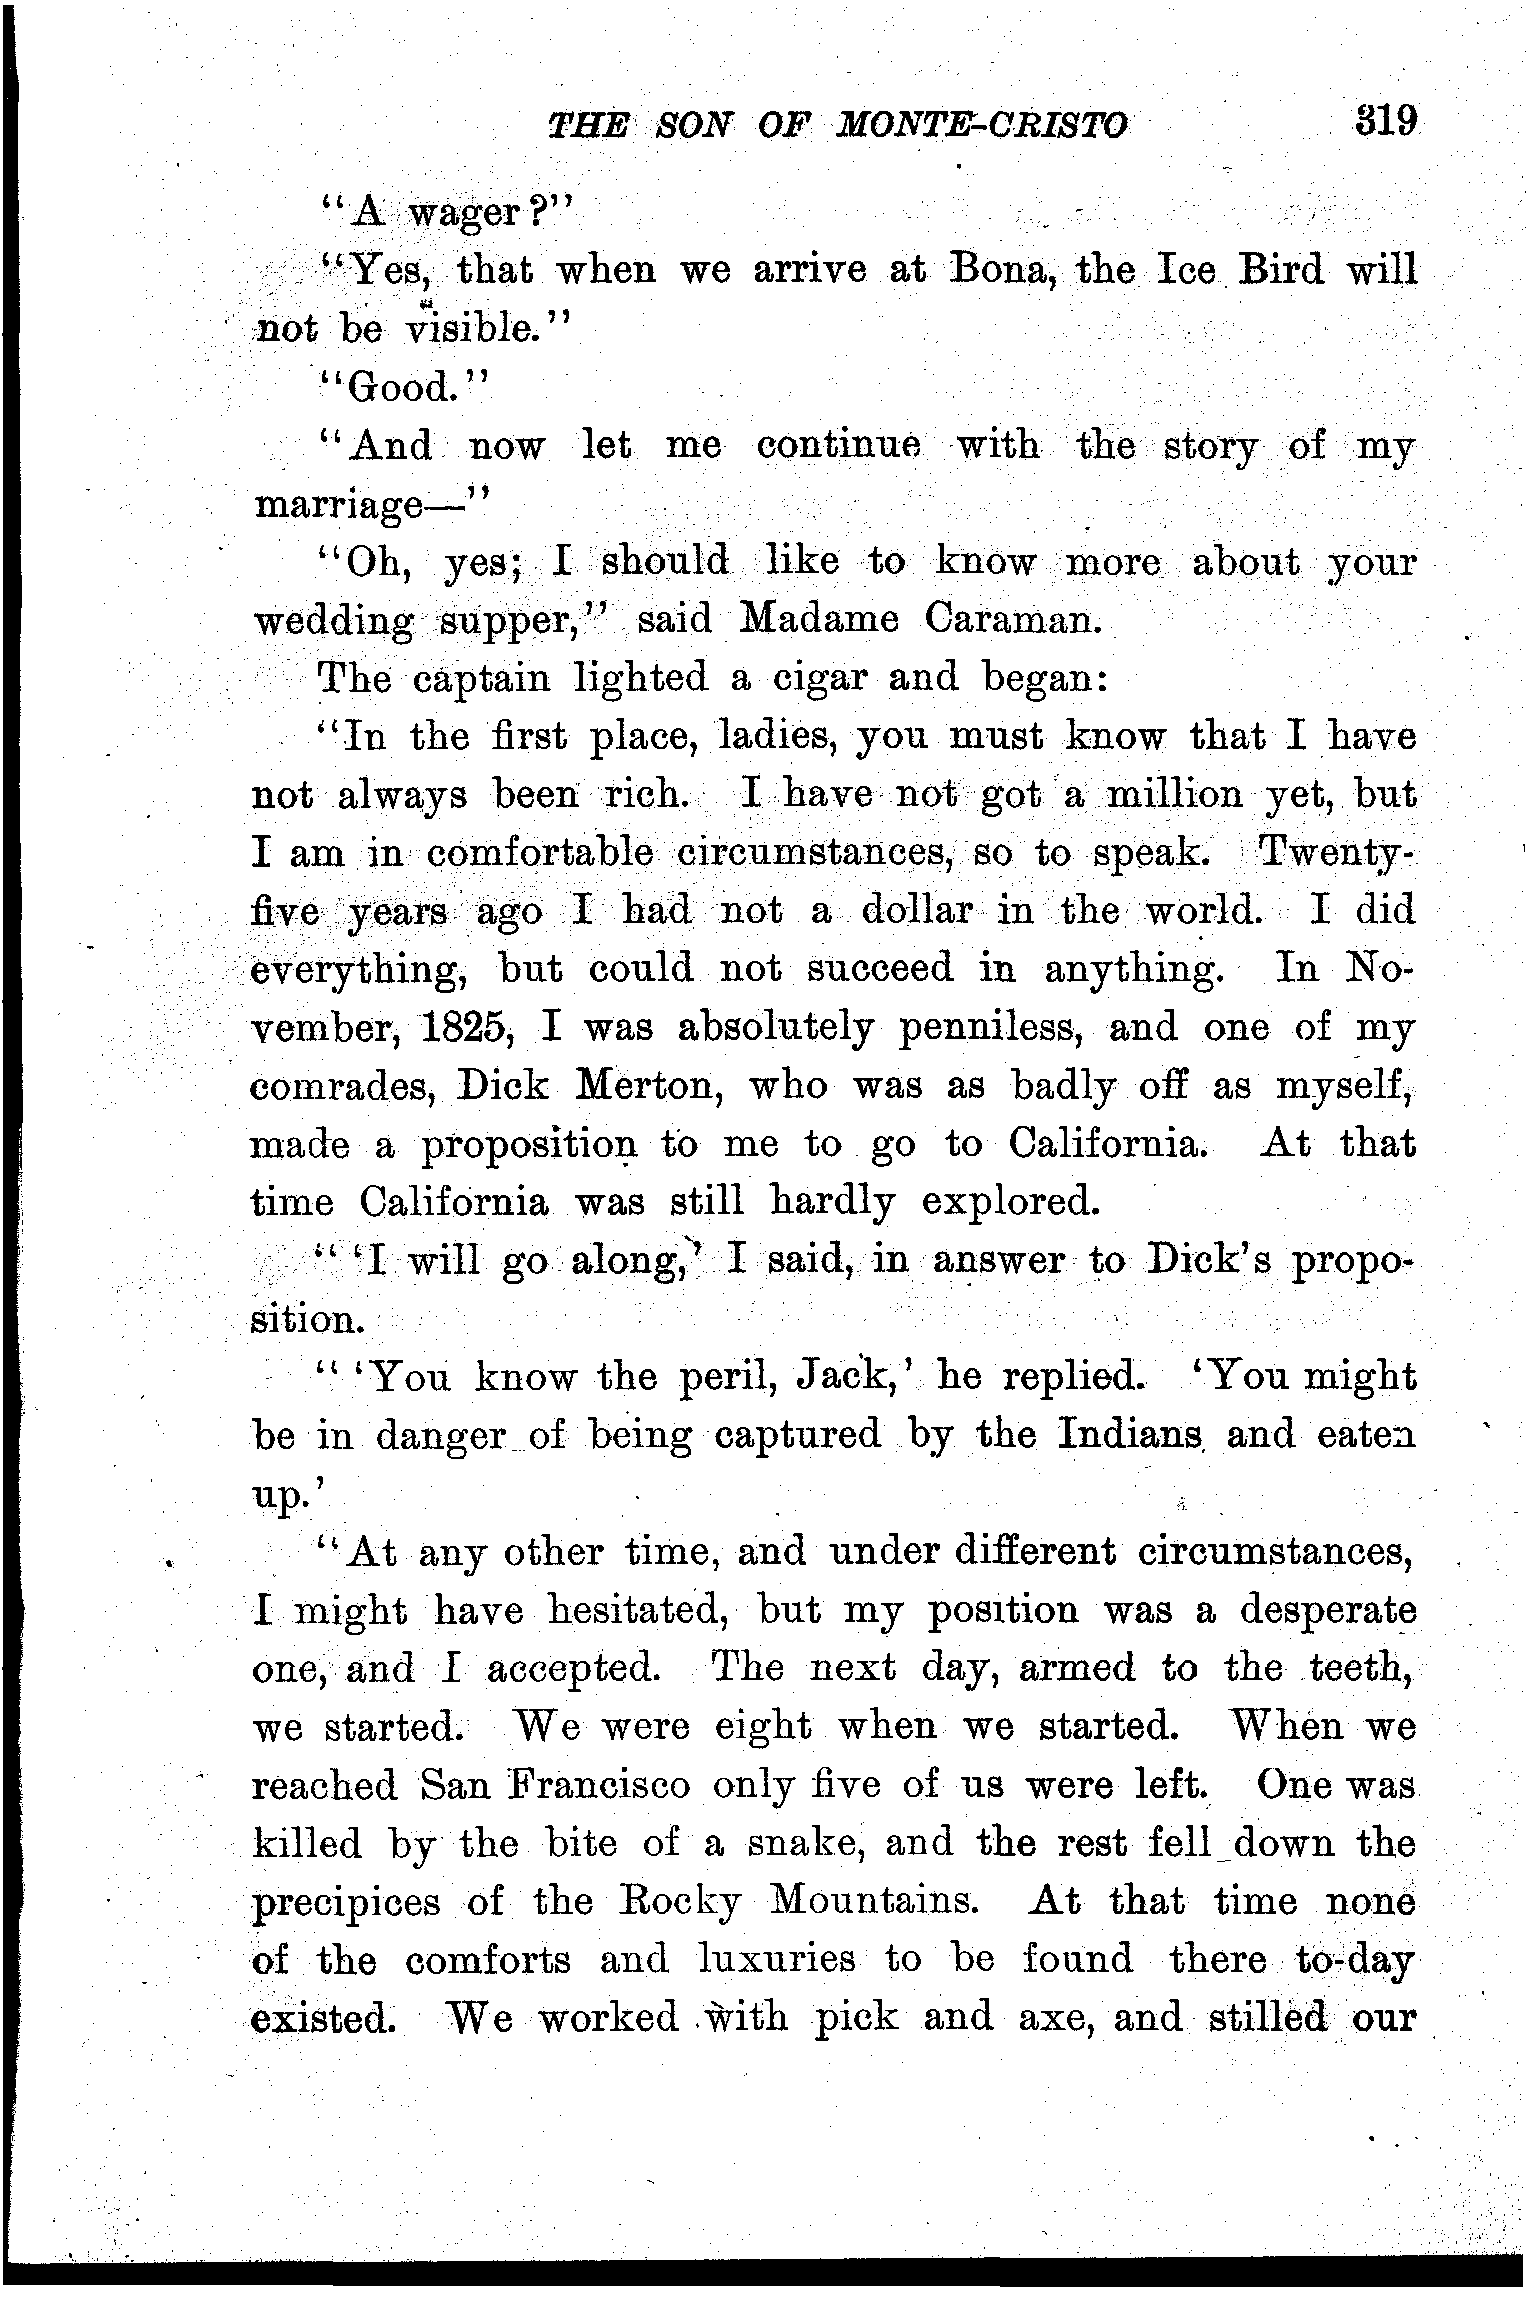 THE SON OF MONTE-CRISTO 319
"A wager?"
"Yes, that when we arrive at Bona, the Ice Bird will
not be visible."
"Good."
"And now let me continue with the story of my
marriage—"
"Oh, yes; I should like to know more about your
wedding supper," said Madame Caraman.
The captain lighted a cigar and began:
"In the first place, ladies, you must know that I have
not always been rich. I have not got a million yet, but
I am in comfortable circumstances, so to speak. Twenty-
five years ago I had not a dollar in the world. I did
everything, but could not succeed in anything. In No-
vember, 1825, I was absolutely penniless, and one of my
comrades, Dick Merton, who was as badly off as myself,
made a proposition to me to go to California. At that
time California was still hardly explored.
"'I will go along,' I said, in answer to Dick's propo-
sition.
"'You know the peril, Jack,' he replied. 'You might
be in danger of being captured by the Indians and eaten
up.'
"At any other time, and under different circumstances,
I might have hesitated, but my position was a desperate
one, and I accepted. The next day, armed to the teeth,
we started. We were eight when we started. When we
reached San Francisco only five of us were left. One was
killed by the bite of a snake, and the rest fell down the
precipices of the Rocky Mountains. At that time none
of the comforts and luxuries to be found there to-day
existed. We worked with pick and axe, and stilled our